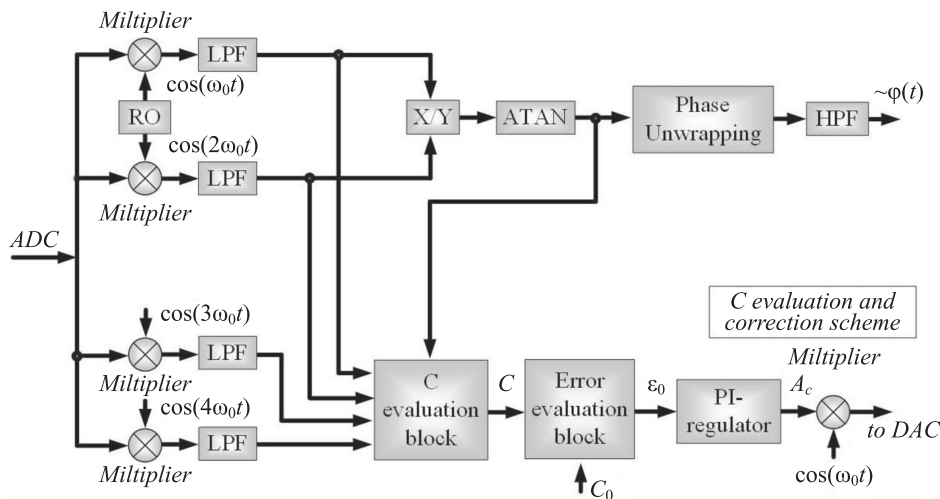 Miltiplier
LPF
cos(ω₀t)
RO
cos(2ω₀t)
LPF
Miltiplier
X/Y
ATAN
Phase
Unwrapping
HPF
~φ(t)
ADC
cos(3ω₀t)
LPF
Miltiplier
cos(4ω₀t)
LPF
Miltiplier
C
evaluation
block
C
Error
evaluation
block
C₀
ε₀
PI-
regulator
C evaluation and
correction scheme
Miltiplier
A꜀
to DAC
cos(ω₀t)